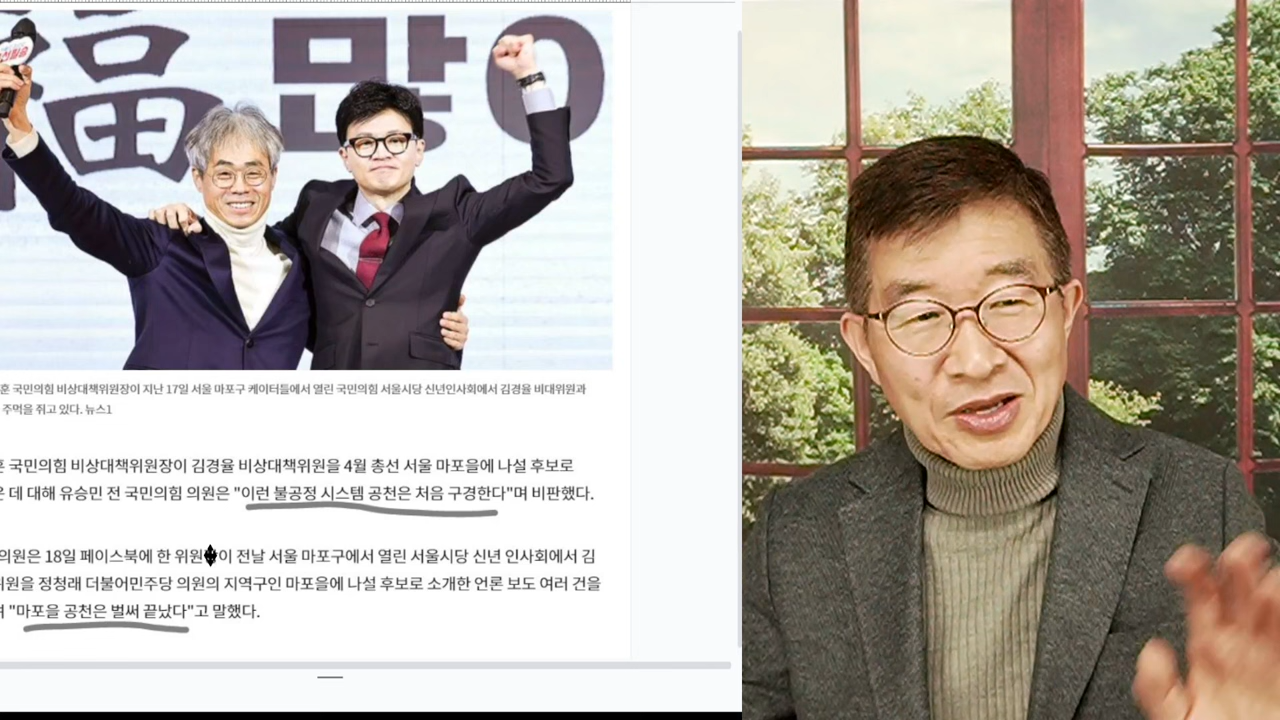 福 많이
훈 국민의힘 비상대책위원장이 지난 17일 서울 마포구 케이터틀에서 열린 국민의힘 서울시당 신년인사회에서 김경율 비대위원과
주먹을 쥐고 있다. 뉴스1
훈 국민의힘 비상대책위원장이 김경율 비상대책위원을 4월 총선 서울 마포을에 나설 후보로
은 데 대해 유승민 전 국민의힘 의원은 "이런 불공정 시스템 공천은 처음 구경한다"며 비판했다.
의원은 18일 페이스북에 한 위원 이 전날 서울 마포구에서 열린 서울시당 신년 인사회에서 김
위원을 정청래 더불어민주당 의원의 지역구인 마포을에 나설 후보로 소개한 언론 보도 여러 건을
며 "마포을 공천은 벌써 끝났다"고 말했다.